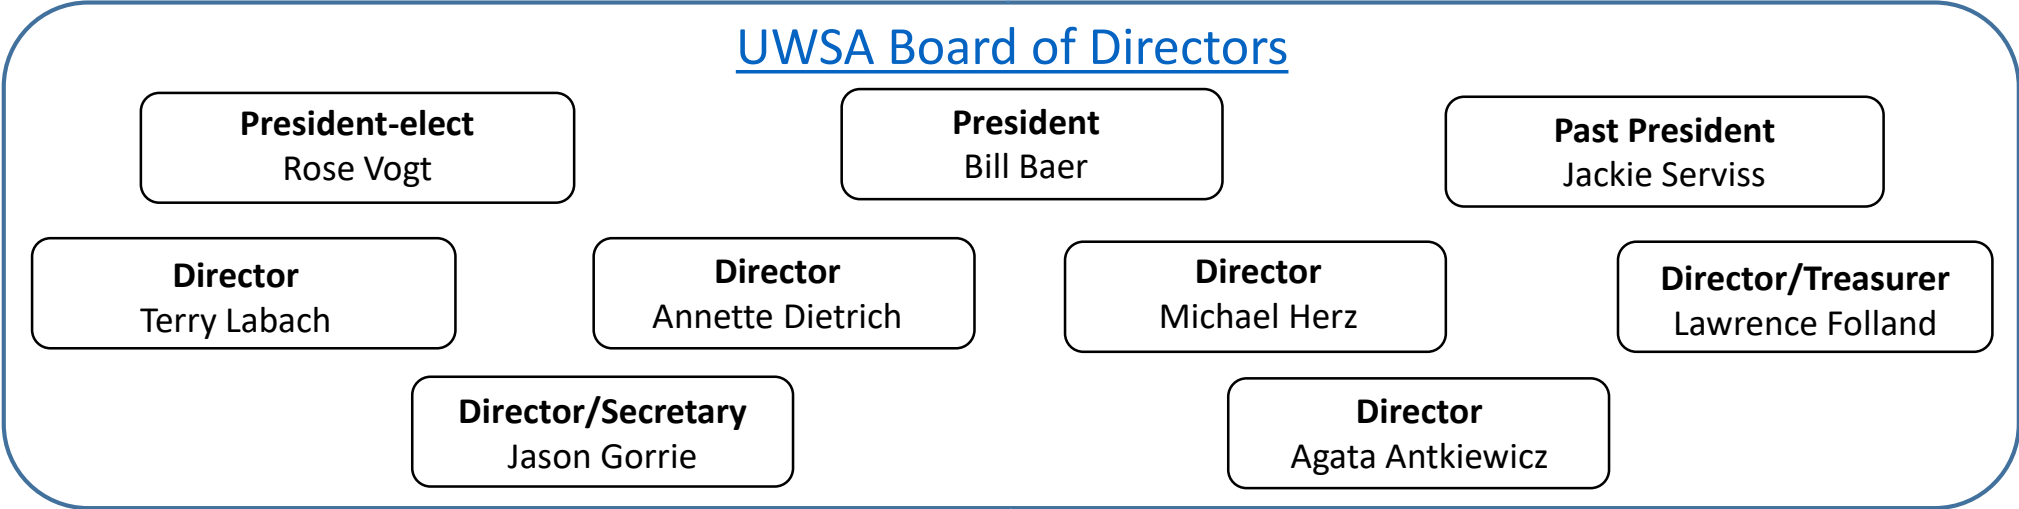 UWSA Board of Directors
President-elect
Rose Vogt
President
Bill Baer
Past President
Jackie Serviss
Director
Terry Labach
Director
Annette Dietrich
Director
Michael Herz
Director/Treasurer
Lawrence Folland
Director/Secretary
Jason Gorrie
Director
Agata Antkiewicz